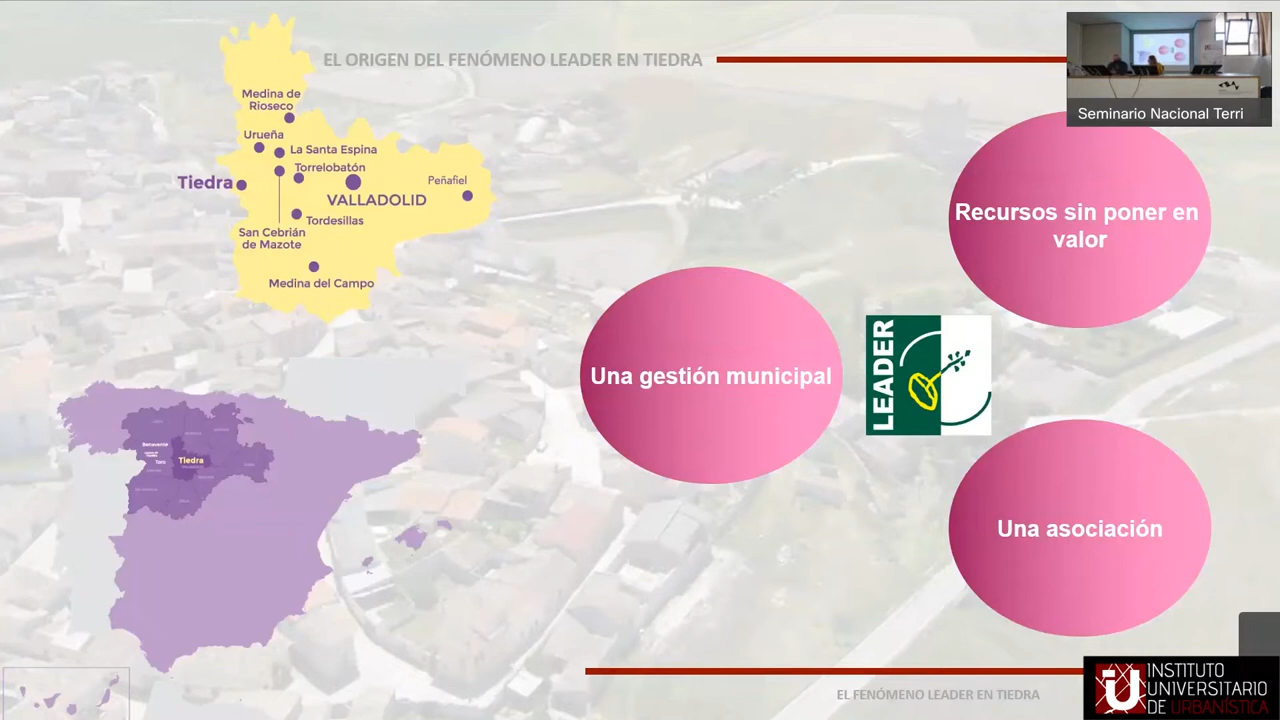 EL ORIGEN DEL FENÓMENO LEADER EN TIEDRA
Seminario Nacional Terri
Medina de
Rioseco
Urueña
La Santa Espina
Torrelobatón
Tiedra
Peñafiel
VALLADOLID
Tordesillas
San Cebrián
de Mazote
Medina del Campo
Recursos sin poner en
valor
Una gestión municipal
LEADER
Una asociación
Benavente
Toro
Tiedra
EL FENÓMENO LEADER EN TIEDRA
INSTITUTO
UNIVERSITARIO
DE URBANÍSTICA